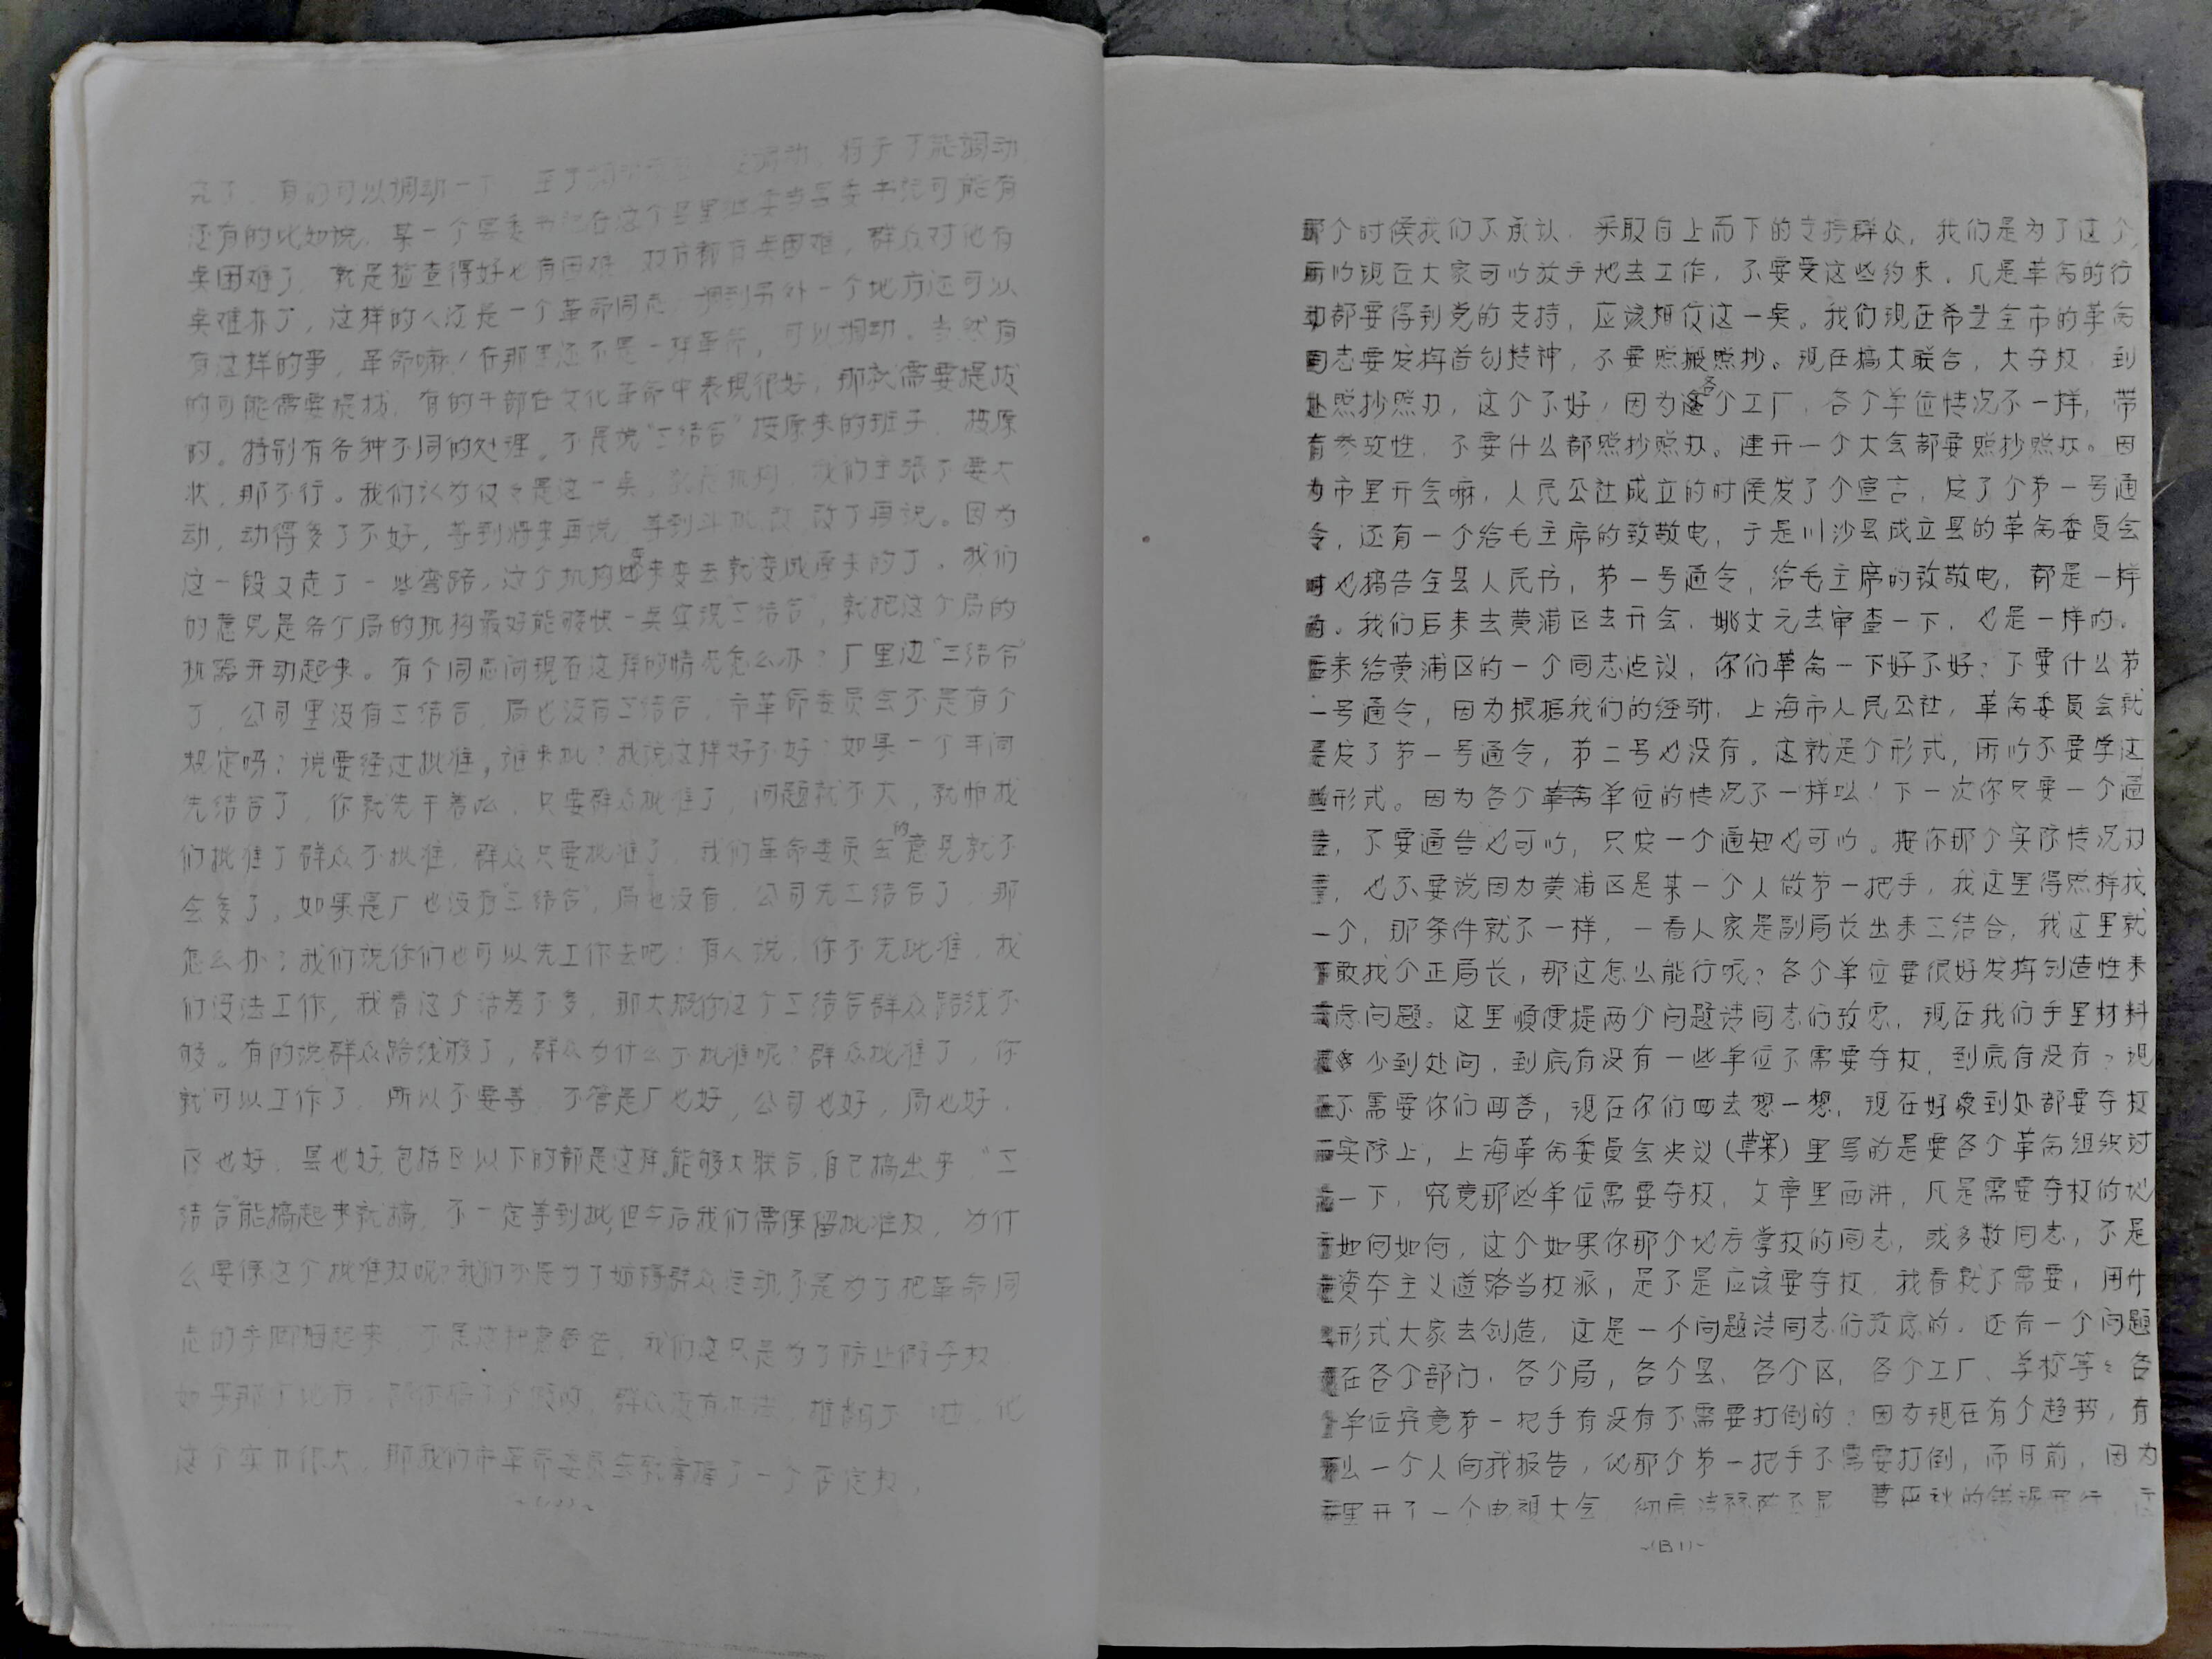 完了，有的可以调动一下，至于 调动，将来了能调动
还有的比如说，某一个县委书记在这个县里继续当县委书记可能有
奌困难了，就是检查得好也有困难，双方都有奌困难，群众对他有
奌难办了，这样的人还是一个革命同志，调到另外一个地方还可以
有这样的事，革命嘛！在那里还不是一样革命，可以调动。当然有
的可能需要提拔，有的干部在文化革命中表现很好，那就需要提拔
的。特别有各种不同的处理。不是说“三结合”按原来的班子，按原
状，那不行。我们认为仅仅是这一奌，就是机构，我们主张不要大
动，动得多了不好，等到将来再说，等到斗批改 改了再说。因为
这一段又走了一些弯路，这个机构变来变去就变成原来的了。我们
的意见是各个局的机构最好能够快一奌实现“三结合”，就把这个局的
机器开动起来。有个同志问现在这样的情况怎么办？厂里边“三结合”
了，公司里没有三结合，局也没有三结合，市革命委员会不是有个
规定吗？说要经过批准，谁来批？我说这样好不好？如果一个车间
先结合了，你就先干着吆，只要群众批准了 问题就不大，就怕我
们批准了群众不批准，群众只要批准了，我们革命委员会的意见就不
会多了，如果是厂也没有“三结合”，局也没有，公司先三结合了，那
怎么办？我们说你们也可以先工作去吧！有人说，你不先批准，我
们没法工作，我看这个话差不多，那大概你这个三结合群众路线不
够。有的说群众路线够了，群众为什么不批准呢？群众批准了，你
就可以工作了，所以不要等，不管是厂也好，公司也好，局也好，
区也好，县也好，包括区以下的都是这样，能够大联合，自己搞出来“三
结合”能搞起来就搞，不一定等到批，但今后我们需保留批准权，为什
么要保这个批准权呢？我们不是为了妨碍群众运动，不是为了把革命同
志的手脚捆起来，不是这种意思，我们这只是为了防止假夺权，
如果那个地方，搞了个假的，群众没有办法，推翻不了，他
这个实力很大，那我们市革命委员会就掌握了一个否定权，
那个时候我们不承认，采取自上而下的支持群众，我们是为了这个，
所以现在大家可以放手地去工作，不要受这些约束，凡是革命的行
动都要得到党的支持，应该相信这一奌。我们现在希望全市的革命
同志要发挥首创精神，不要照搬照抄。现在搞大联合，大夺权，到
处照抄照办，这个不好，因为各个工厂，各个单位情况不一样，带
有参考性，不要什么都照抄照办。连开一个大会都要照抄照办。因
为市里开会嘛，人民公社成立的时候发了个宣言，发了个第一号通
令，还有一个给毛主席的致敬电，于是川沙县成立县的革命委员会
时也搞告全县人民书，第一号通令，给毛主席的致敬电，都是一样
的。我们后来去黄浦区去开会，姚文元去审查一下，也是一样的。
后来给黄浦区的一个同志建议，你们革命一下好不好？不要什么第
一号通令，因为根据我们的经验，上海市人民公社，革命委员会就
是发了第一号通令，第二号也没有。这就是个形式，所以不要学这
些形式。因为各个革命单位的情况不一样吆！下一次你只要一个通
告，不要通告也可以，只发一个通知也可以。按你那个实际情况办
事，也不要说因为黄浦区是某一个人做第一把手，我这里得照样找
一个，那条件就不一样，一看人家是副局长出来三结合，我这里就
不敢找个正局长，那这怎么能行呢？各个单位要很好发挥创造性来
考虑问题。这里顺便提两个问题请同志们考虑，现在我们手里材料
很少到处问，到底有没有一些单位不需要夺权，到底有没有？现
在不需要你们回答，现在你们回去想一想，现在好象到处都要夺权
而实际上，上海革命委员会决议（草案）里写的是要各个革命组织讨
论一下，究竟那些单位需要夺权，文章里面讲，凡是需要夺权的地
方如何如何，这个如果你那个地方掌权的同志，或多数同志，不是
走资本主义道路当权派，是不是应该要夺权，我看就不需要，用什
么形式大家去创造，这是一个问题请同志们考虑的，还有一个问题
是在各个部门，各个局，各个县、各个区，各个工厂、学校等々各
个单位究竟第一把手有没有不需要打倒的？因为现在有个趋势，有
那么一个人向我报告，他那个第一把手不需要打倒，而目前，因为
市里开了一个电视大会，彻底清算陈丕显，曹荻秋的错误罪行，
~(B 1)~